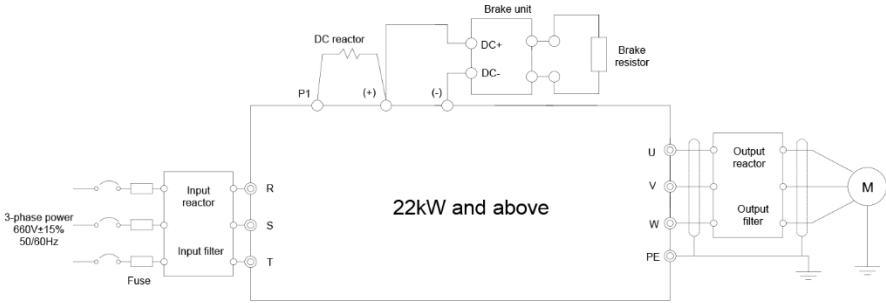 Brake unit
DC reactor
DC+
Brake
resistor
DC-
P1
(+)
(-)
U
Output
reactor
Input
reactor
R
22kW and above
V
M
3-phase power
660V±15%
50/60Hz
S
W
Output
filter
Input filter
T
PE
Fuse